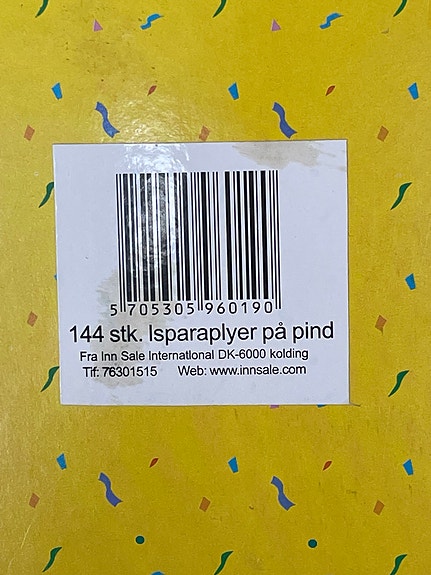 5 705305 960190
144 stk. Isparaplyer på pind
Fra Inn Sale International DK-6000 kolding
Tlf: 76301515 Web: www.innsale.com